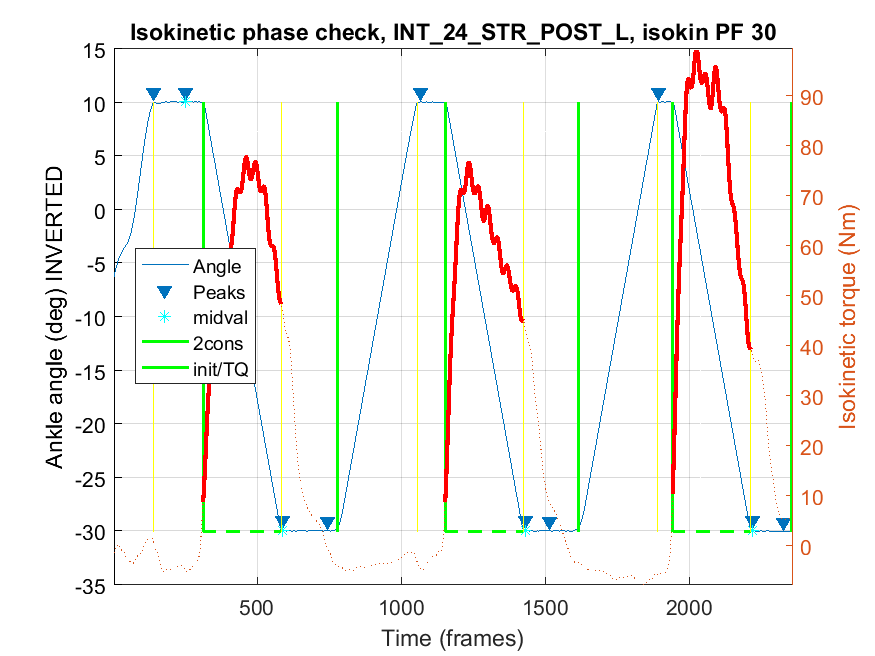 Isokinetic phase check, INT_24_STR_POST_L, isokin PF 30
Ankle angle (deg) INVERTED
15
10
5
0
-5
-10
-15
-20
-25
-30
-35
Angle
Peaks
midval
2cons
init/TQ
90
80
70
60
50
40
30
20
10
0
Isokinetic torque (Nm)
500
1000
1500
2000
Time (frames)